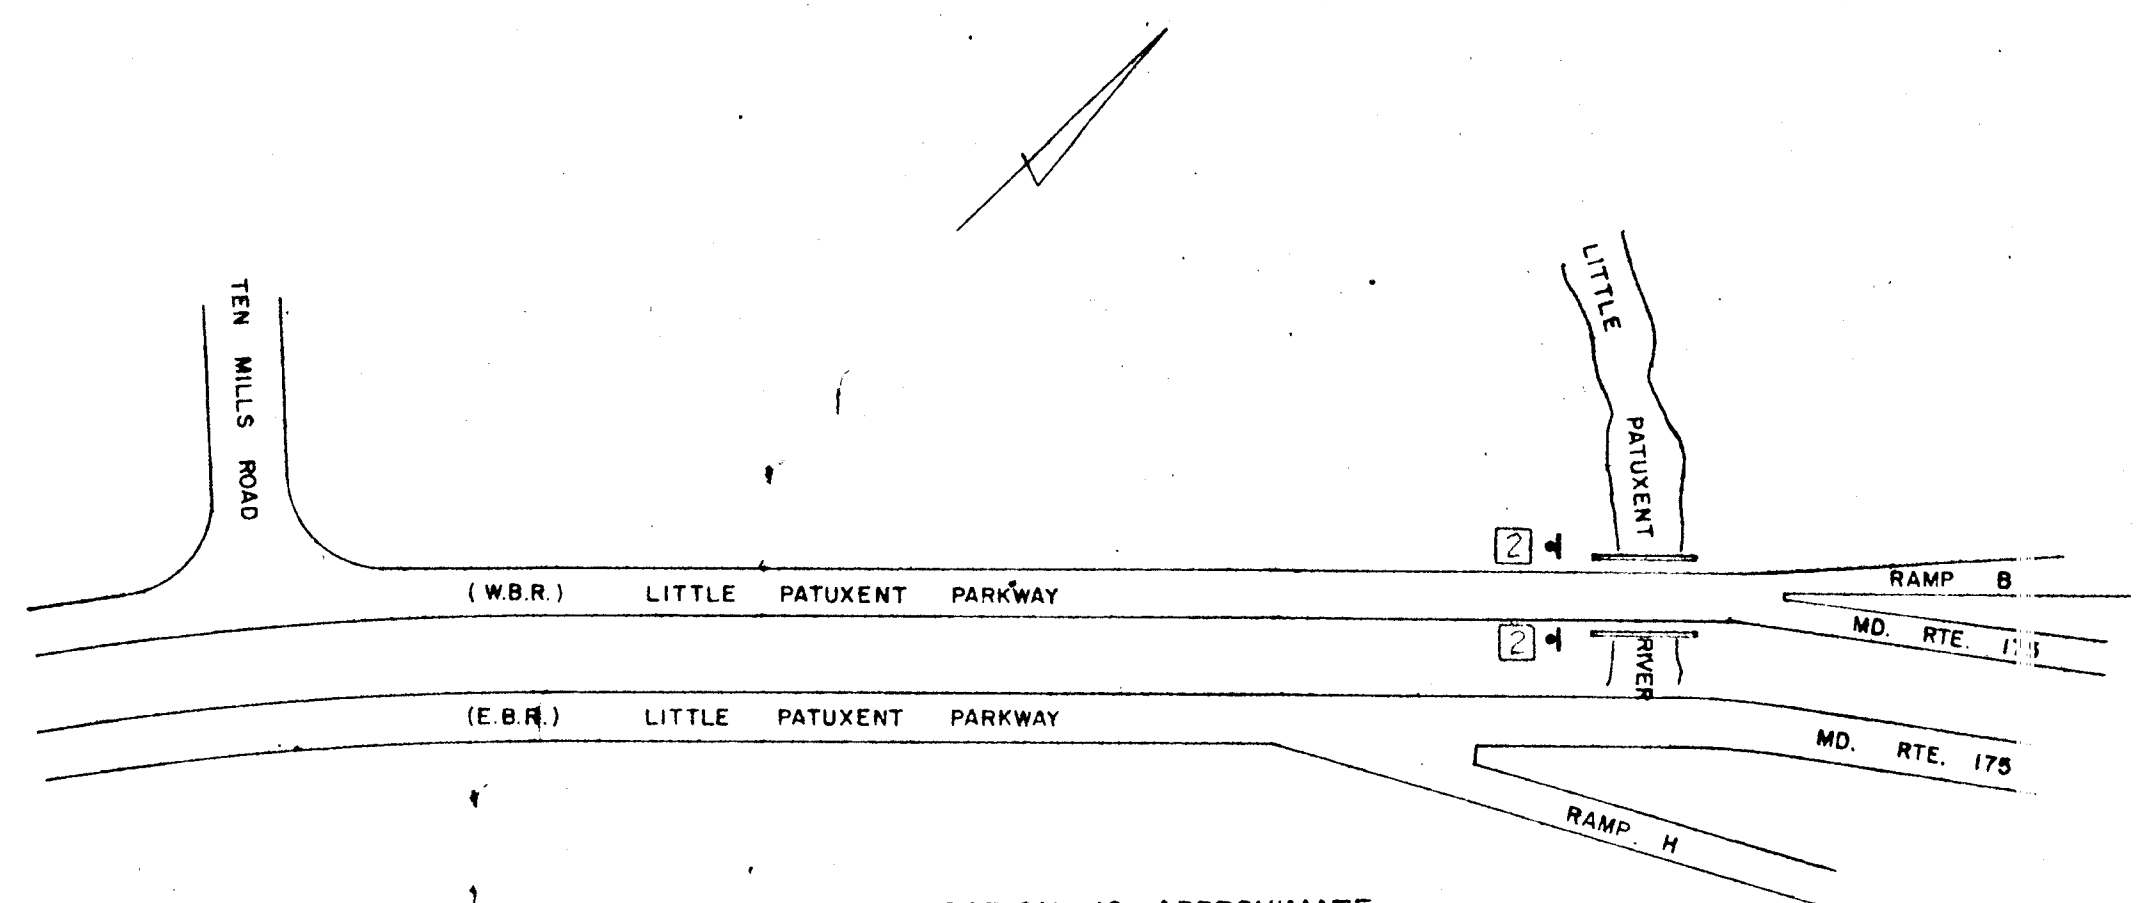 TEN MILLS ROAD
LITTLE PATUXENT RIVER
2
(W.B.R.) LITTLE PATUXENT PARKWAY
RAMP B
2
MD. RTE.
(E.B.R.) LITTLE PATUXENT PARKWAY
MD. RTE. 175
RAMP H
APPROXIMATE